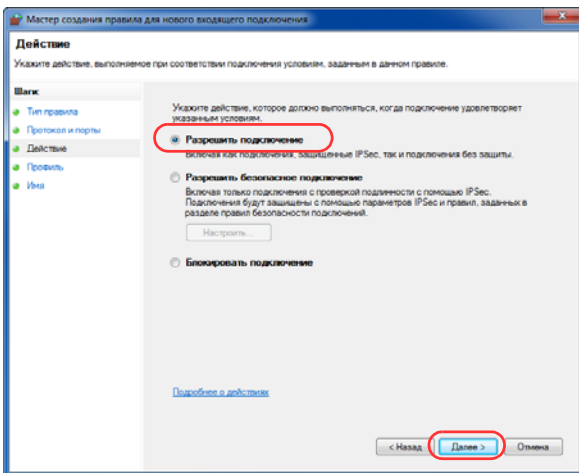 Мастер создания правила для нового входящего подключения
Действие
Укажите действие, выполняемое при соответствии подключения условиям, заданным в данном правиле.
Шаги:
Тип правила
Протокол и порты
Действие
Профиль
Имя
Укажите действие, которое должно выполняться, когда подключение удовлетворяет
указанным условиям.
Разрешить подключение
Включая как подключения, защищенные IPSec, так и подключения без защиты.
Разрешить безопасное подключение
Включая только подключения с проверкой подлинности с помощью IPSec.
Подключения будут защищены с помощью параметров IPSec и правил, заданных в
разделе правил безопасности подключений.
Настроить...
Блокировать подключение
Подробнее о действиях
< Назад
Далее >
Отмена